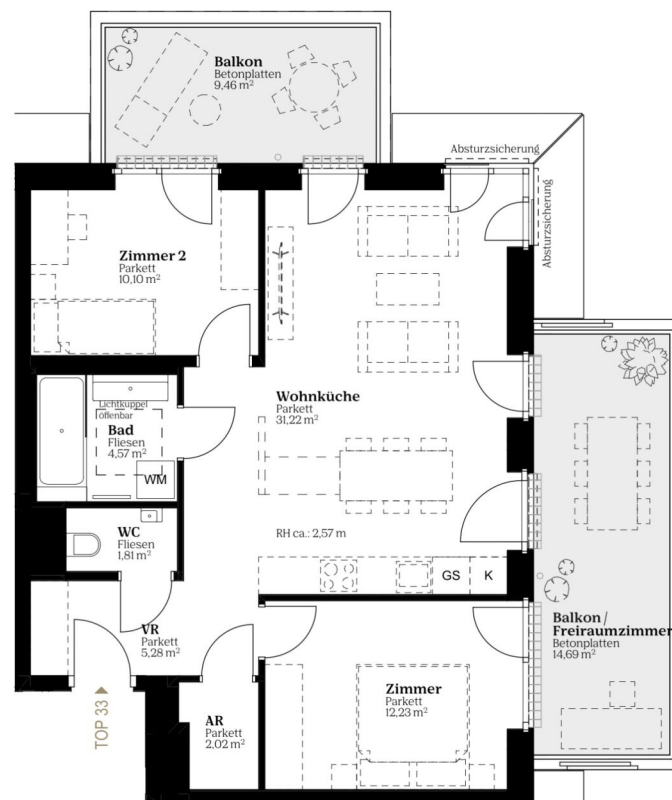 Balkon
Betonplatten
9,46 m²
Absturzsicherung
Absturzsicherung
Zimmer 2
Parkett
10,10 m²
Wohnküche
Parkett
31,22 m²
Lichtkuppel
öffenbar
Bad
Fliesen
4,57 m²
WM
WC
Fliesen
1,81 m²
RH ca.: 2,57 m
GS
K
VR
Parkett
5,28 m²
Balkon /
Freiraumzimmer
Betonplatten
14,69 m²
Zimmer
Parkett
12,23 m²
AR
Parkett
2,02 m²
TOP 33